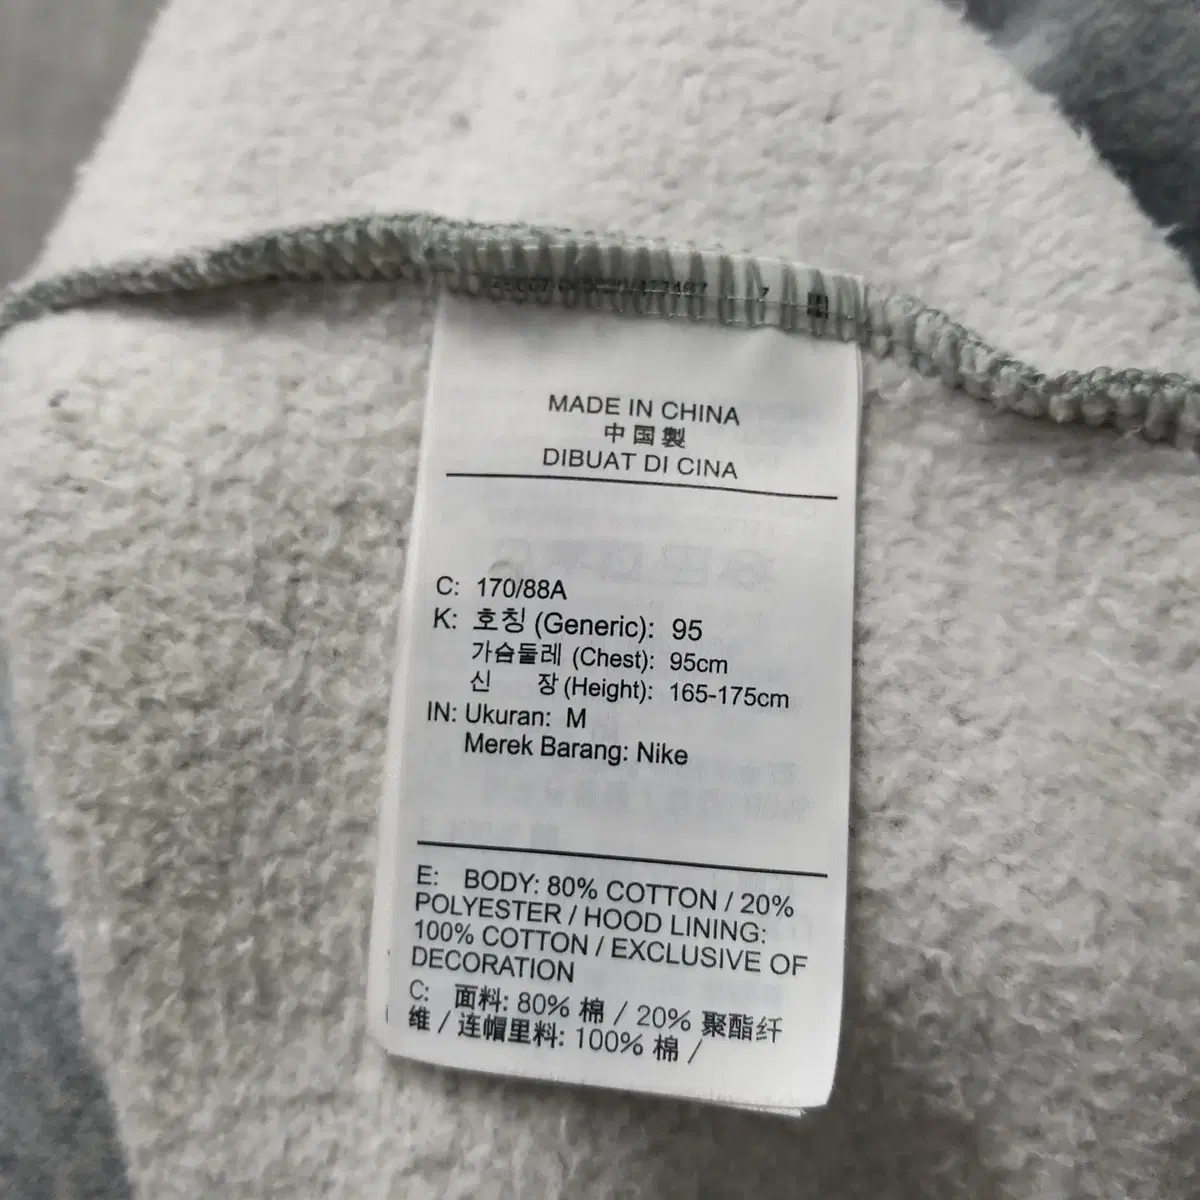 MADE IN CHINA
中国製
DIBUAT DI CINA
C: 170/88A
K: 호칭 (Generic): 95
가슴둘레 (Chest): 95cm
신 장 (Height): 165-175cm
IN: Ukuran: M
Merek Barang: Nike
E: BODY: 80% COTTON / 20%
POLYESTER / HOOD LINING:
100% COTTON / EXCLUSIVE OF
DECORATION
C: 面料: 80% 棉 / 20% 聚酯纤
维 / 连帽里料: 100% 棉 /